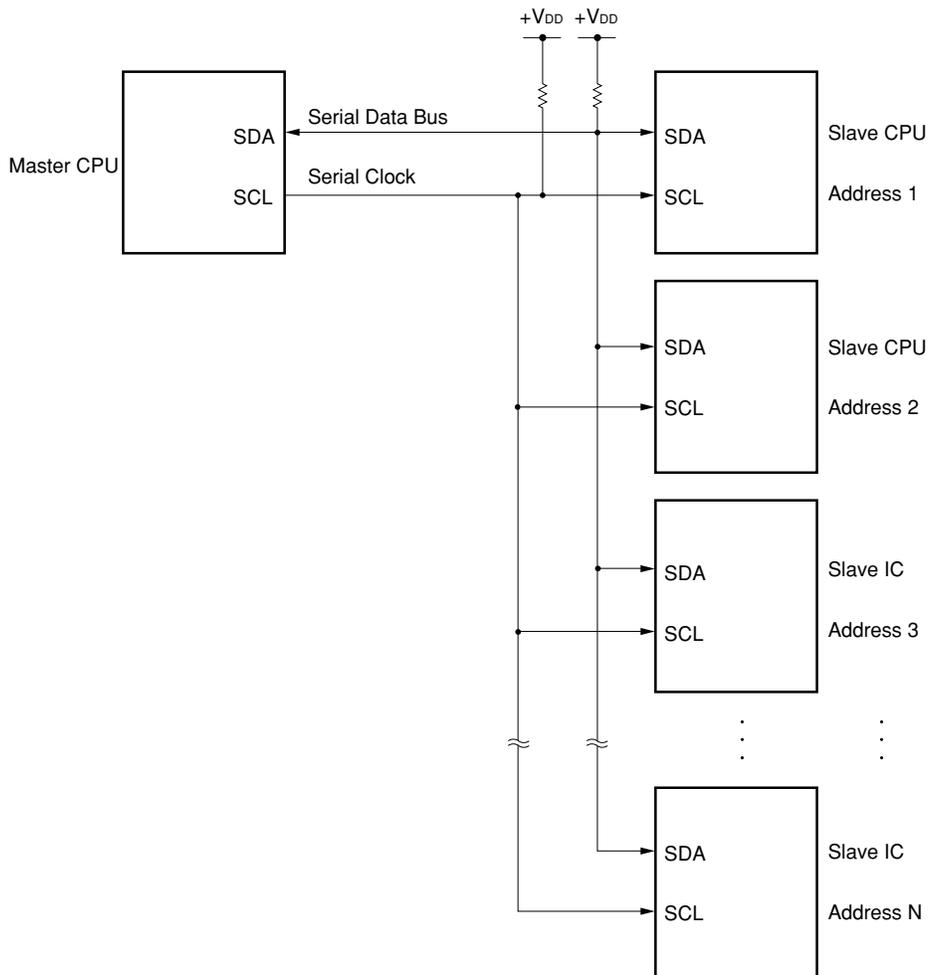 +VDD +VDD
Serial Data Bus
SDA
SDA
Slave CPU
Master CPU
Serial Clock
SCL
SCL
Address 1
SDA
Slave CPU
SCL
Address 2
SDA
Slave IC
SCL
Address 3
SDA
Slave IC
SCL
Address N